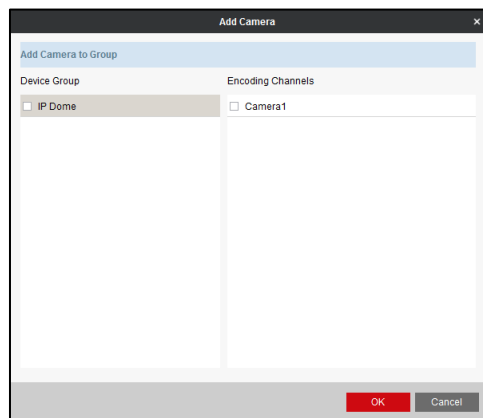 Add Camera
×
Add Camera to Group
Device Group
Encoding Channels
IP Dome
Camera1
OK
Cancel